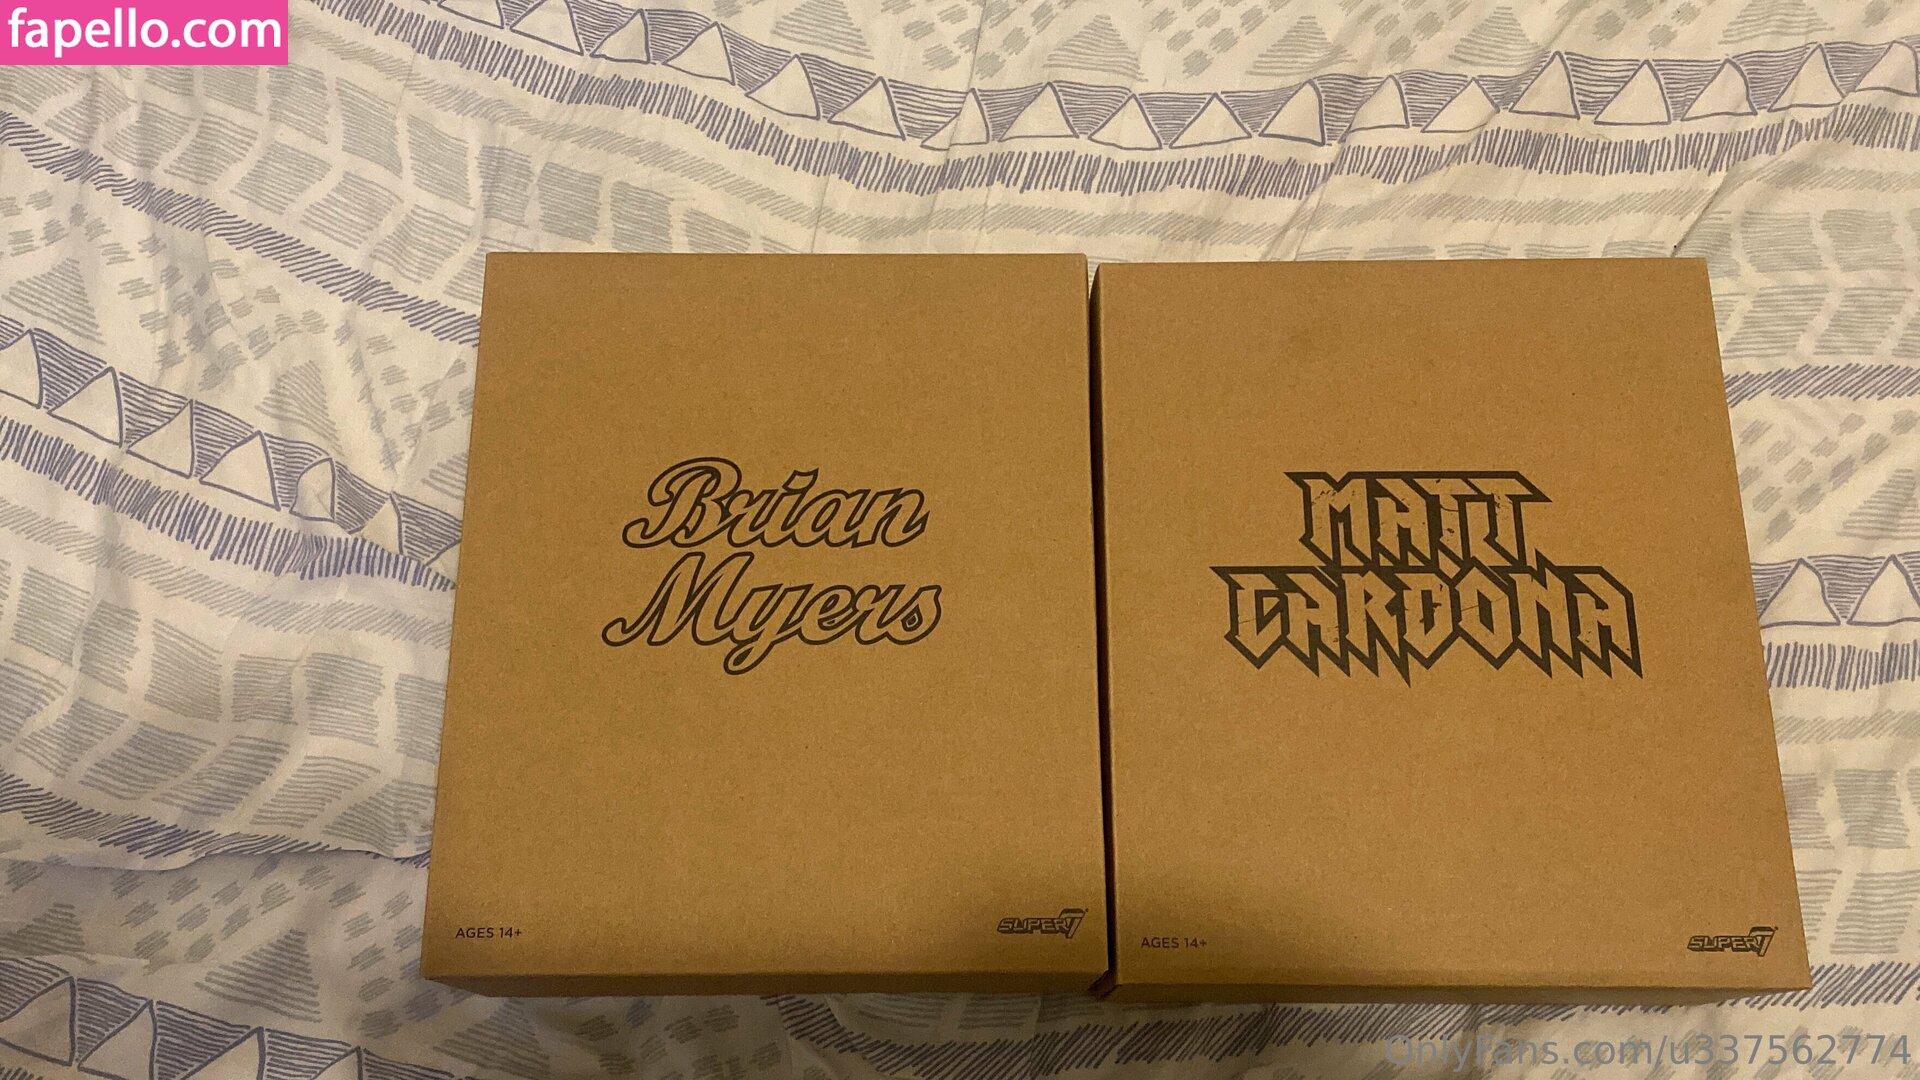 fapello.com
Brian
Myers
MATT
CARDONA
AGES 14+
SUPER7
AGES 14+
SUPER7
OnlyFans.com/u337562774